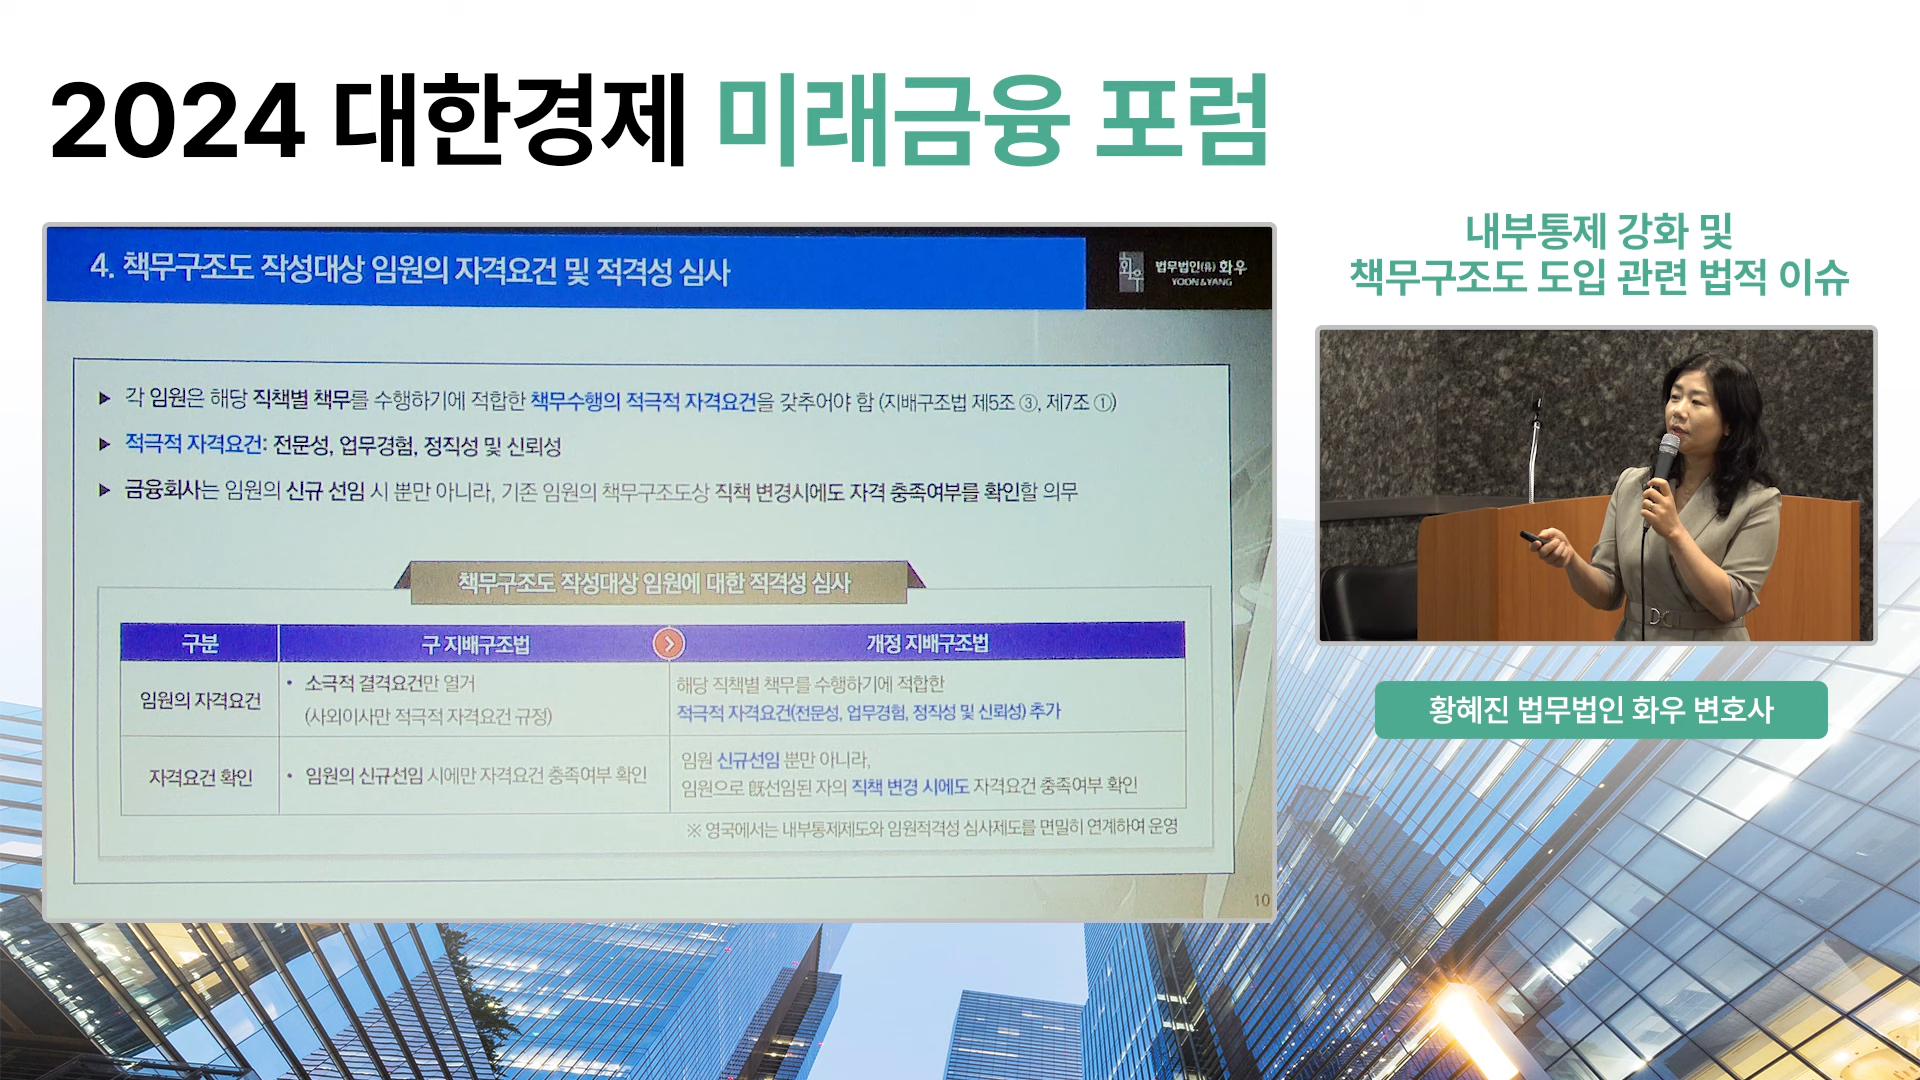 2024 대한경제 미래금융 포럼
4. 책무구조도 작성대상 임원의 자격요건 및 적격성 심사
화우
법무법인(유) 화우
YOON & YANG
▶ 각 임원은 해당 직책별 책무를 수행하기에 적합한 책무수행의 적극적 자격요건을 갖추어야 함 (지배구조법 제5조 ③, 제7조 ①)
▶ 적극적 자격요건: 전문성, 업무경험, 정직성 및 신뢰성
▶ 금융회사는 임원의 신규 선임 시 뿐만 아니라, 기존 임원의 책무구조도상 직책 변경시에도 자격 충족여부를 확인할 의무
책무구조도 작성대상 임원에 대한 적격성 심사
구분
구 지배구조법
개정 지배구조법
임원의 자격요건
• 소극적 결격요건만 열거
(사외이사만 적극적 자격요건 규정)
해당 직책별 책무를 수행하기에 적합한
적극적 자격요건(전문성, 업무경험, 정직성 및 신뢰성) 추가
자격요건 확인
• 임원의 신규선임 시에만 자격요건 충족여부 확인
임원 신규선임 뿐만 아니라,
임원으로 旣선임된 자의 직책 변경 시에도 자격요건 충족여부 확인
※ 영국에서는 내부통제제도와 임원적격성 심사제도를 면밀히 연계하여 운영
10
내부통제 강화 및
책무구조도 도입 관련 법적 이슈
황혜진 법무법인 화우 변호사